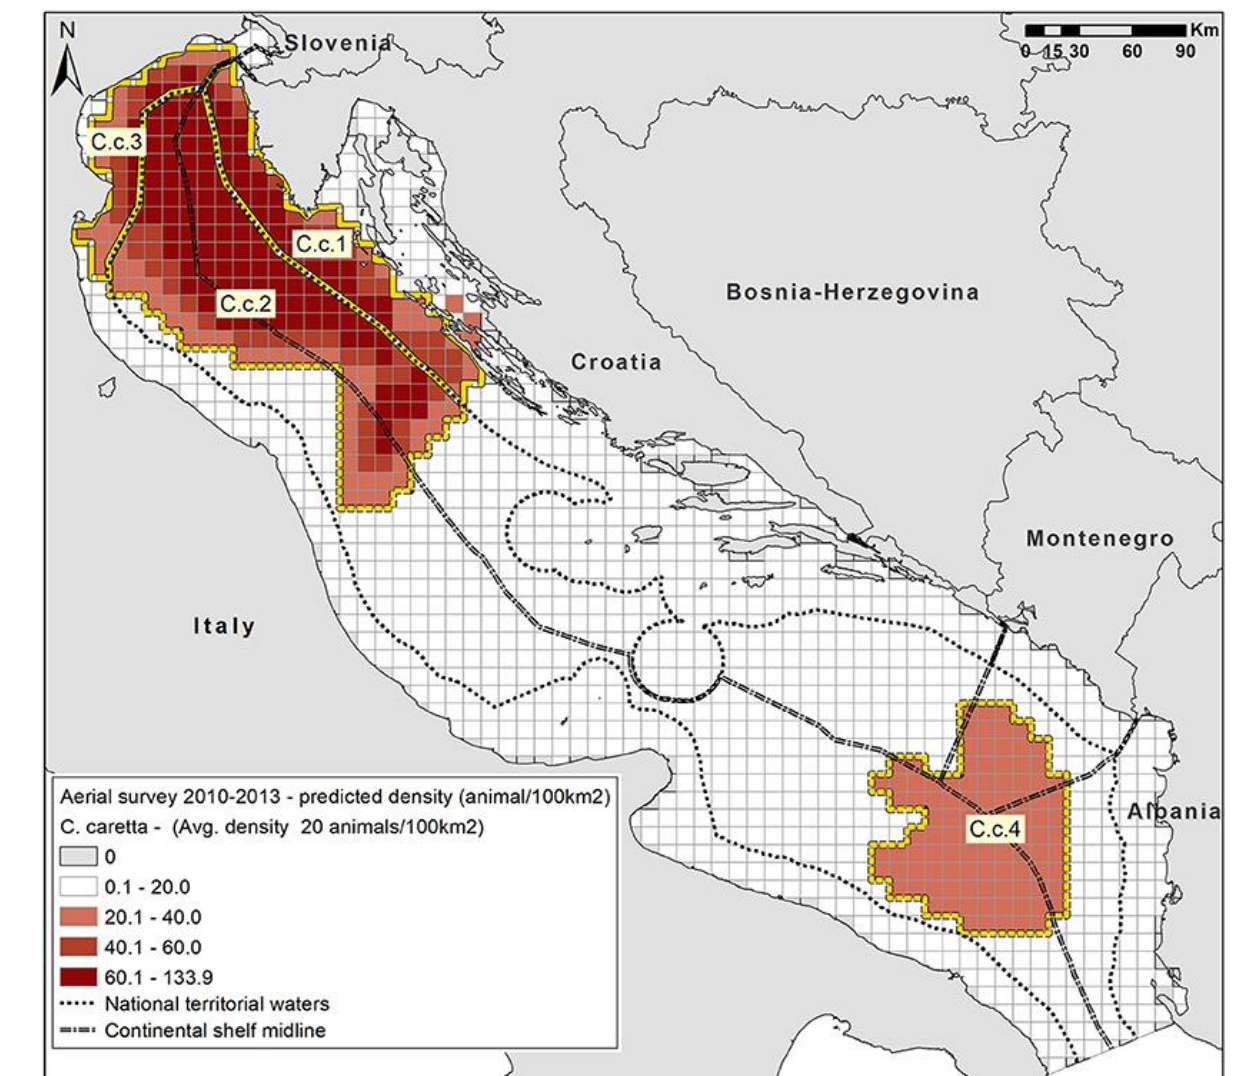 N
Slovenia
Km
0 15 30 60 90
C.c.3
C.c.1
C.c.2
Bosnia-Herzegovina
Croatia
Montenegro
Italy
Albania
C.c.4
Aerial survey 2010-2013 - predicted density (animal/100km2)
C. caretta - (Avg. density 20 animals/100km2)
0
0.1 - 20.0
20.1 - 40.0
40.1 - 60.0
60.1 - 133.9
National territorial waters
Continental shelf midline